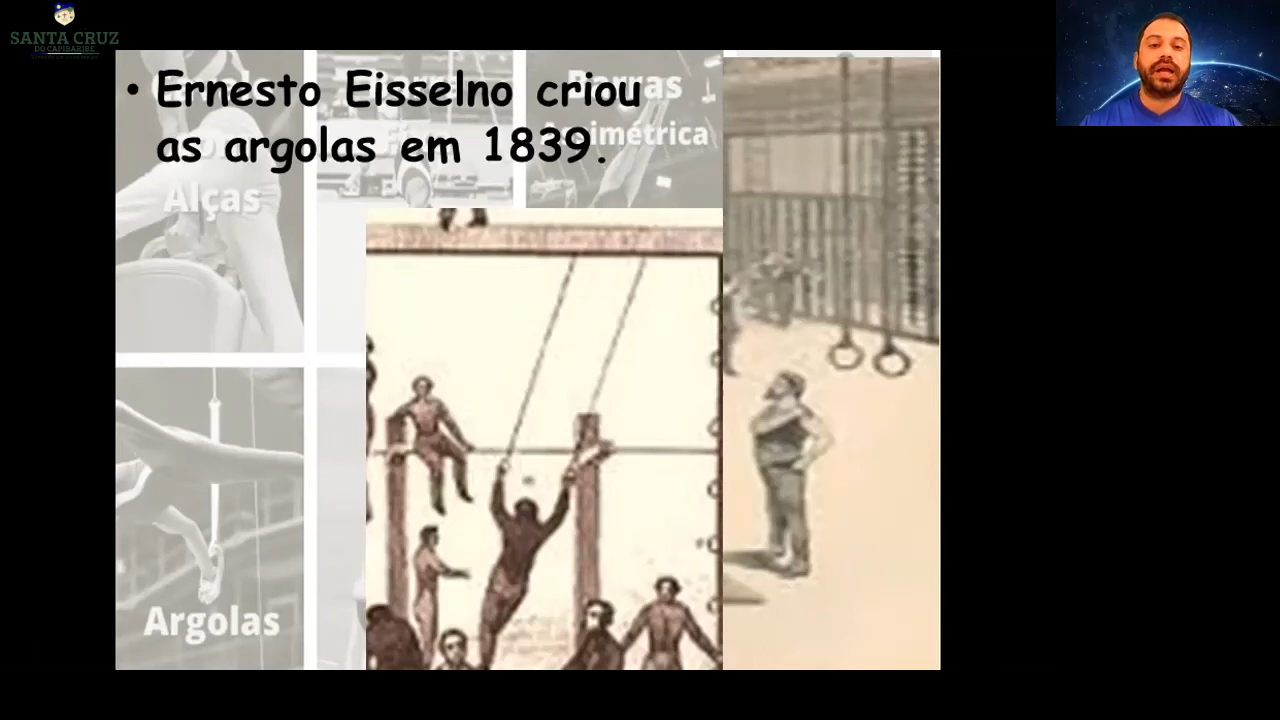 SANTA CRUZ
DO CAPIBARIBE
• Ernesto Eisselno criou
as argolas em 1839.
Barras
Assimétrica
Alças
Argolas